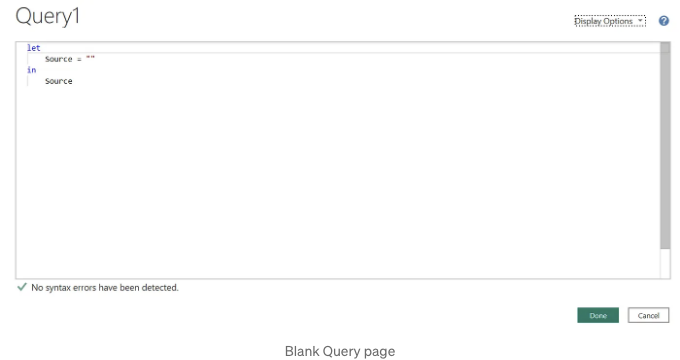 Query1
Display Options
?
let
Source = ""
in
Source
No syntax errors have been detected.
Done
Cancel
Blank Query page